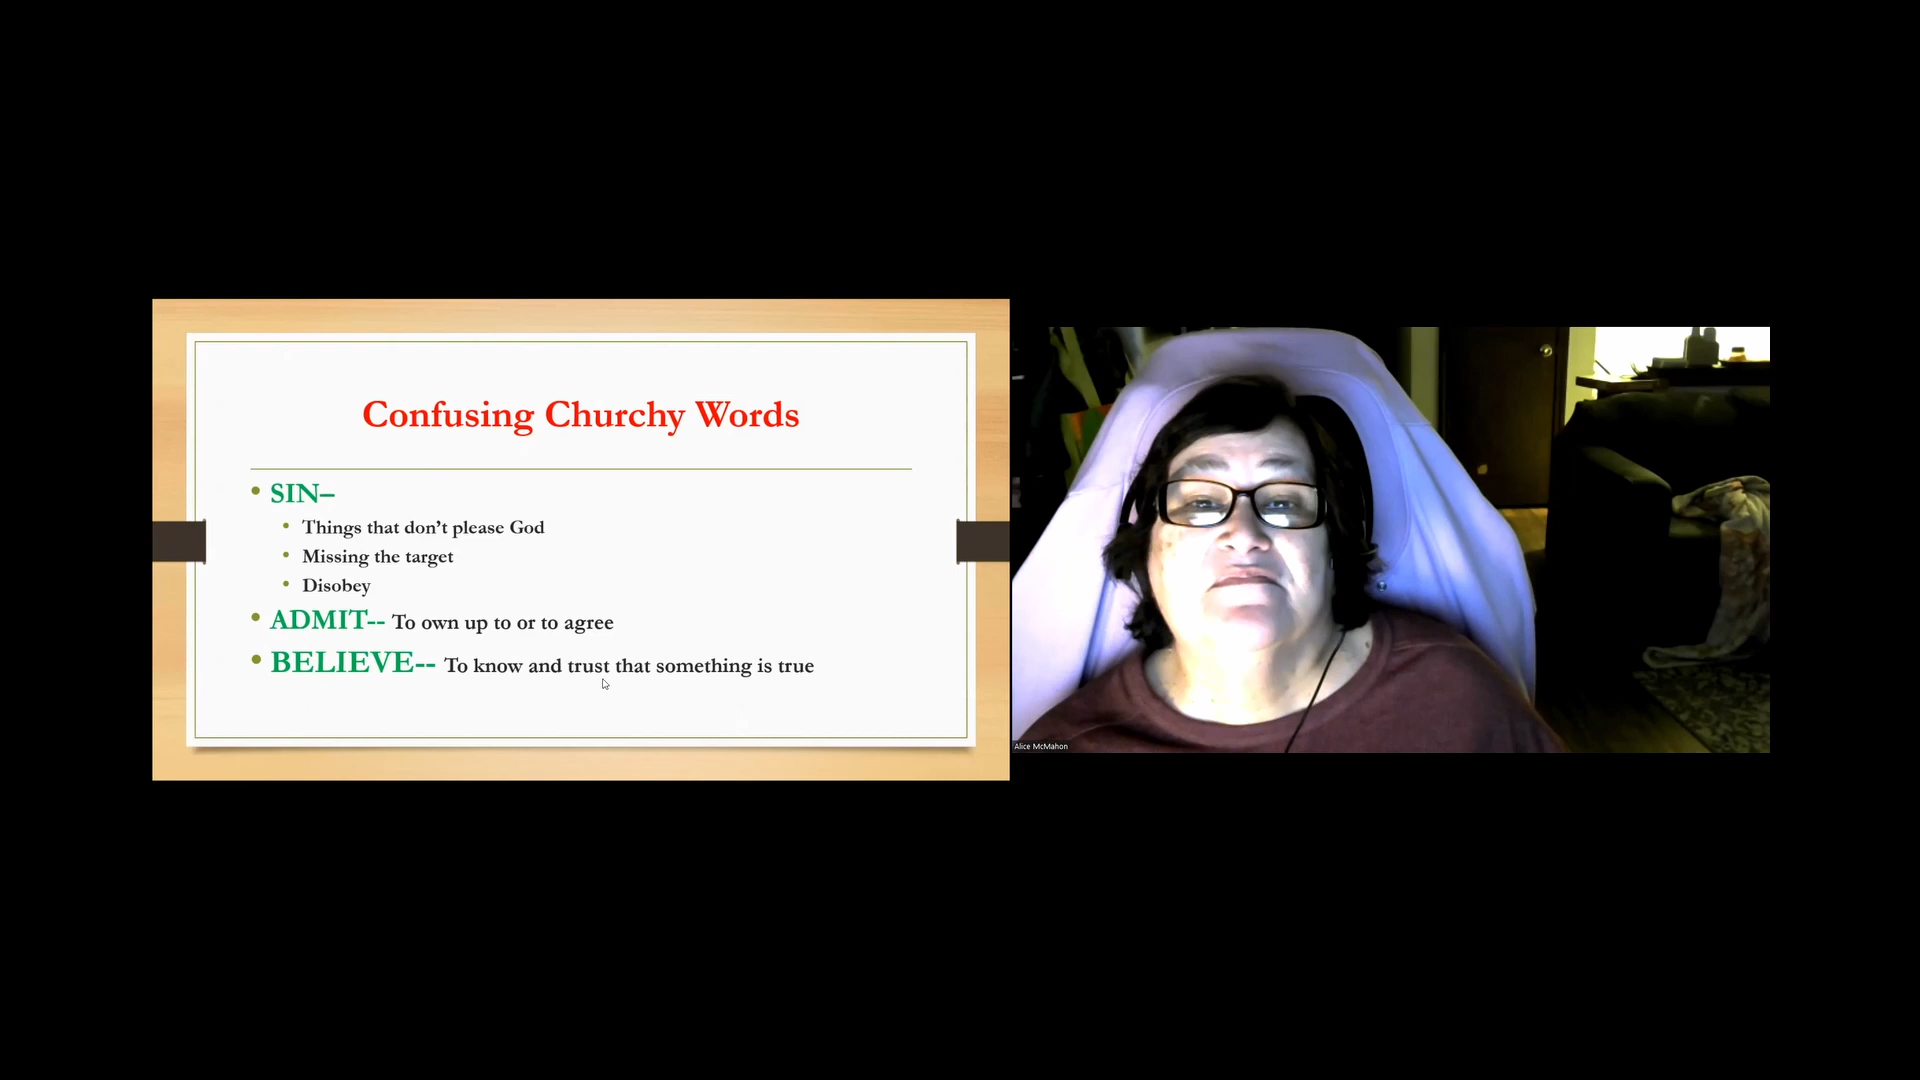 Confusing Churchy Words
• SIN–
• Things that don’t please God
• Missing the target
• Disobey
• ADMIT-- To own up to or to agree
• BELIEVE-- To know and trust that something is true
Alice McMahon